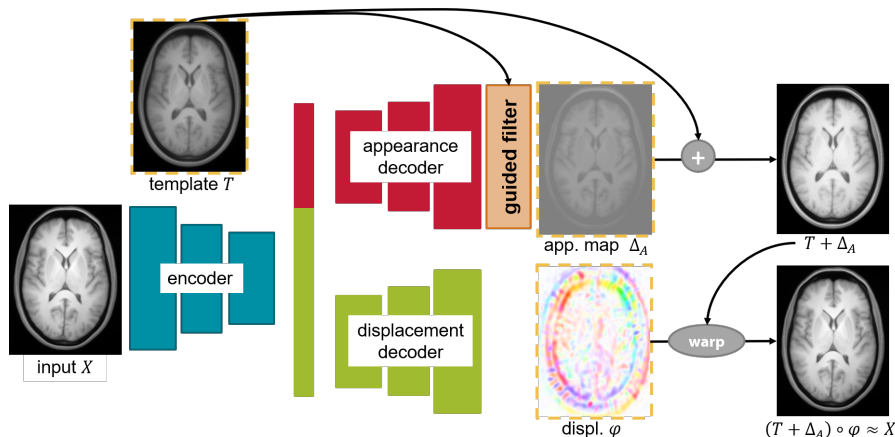 template T
appearance
decoder
guided filter
+
app. map Δ_A
T + Δ_A
encoder
input X
displacement
decoder
warp
displ. φ
(T + Δ_A) ∘ φ ≈ X